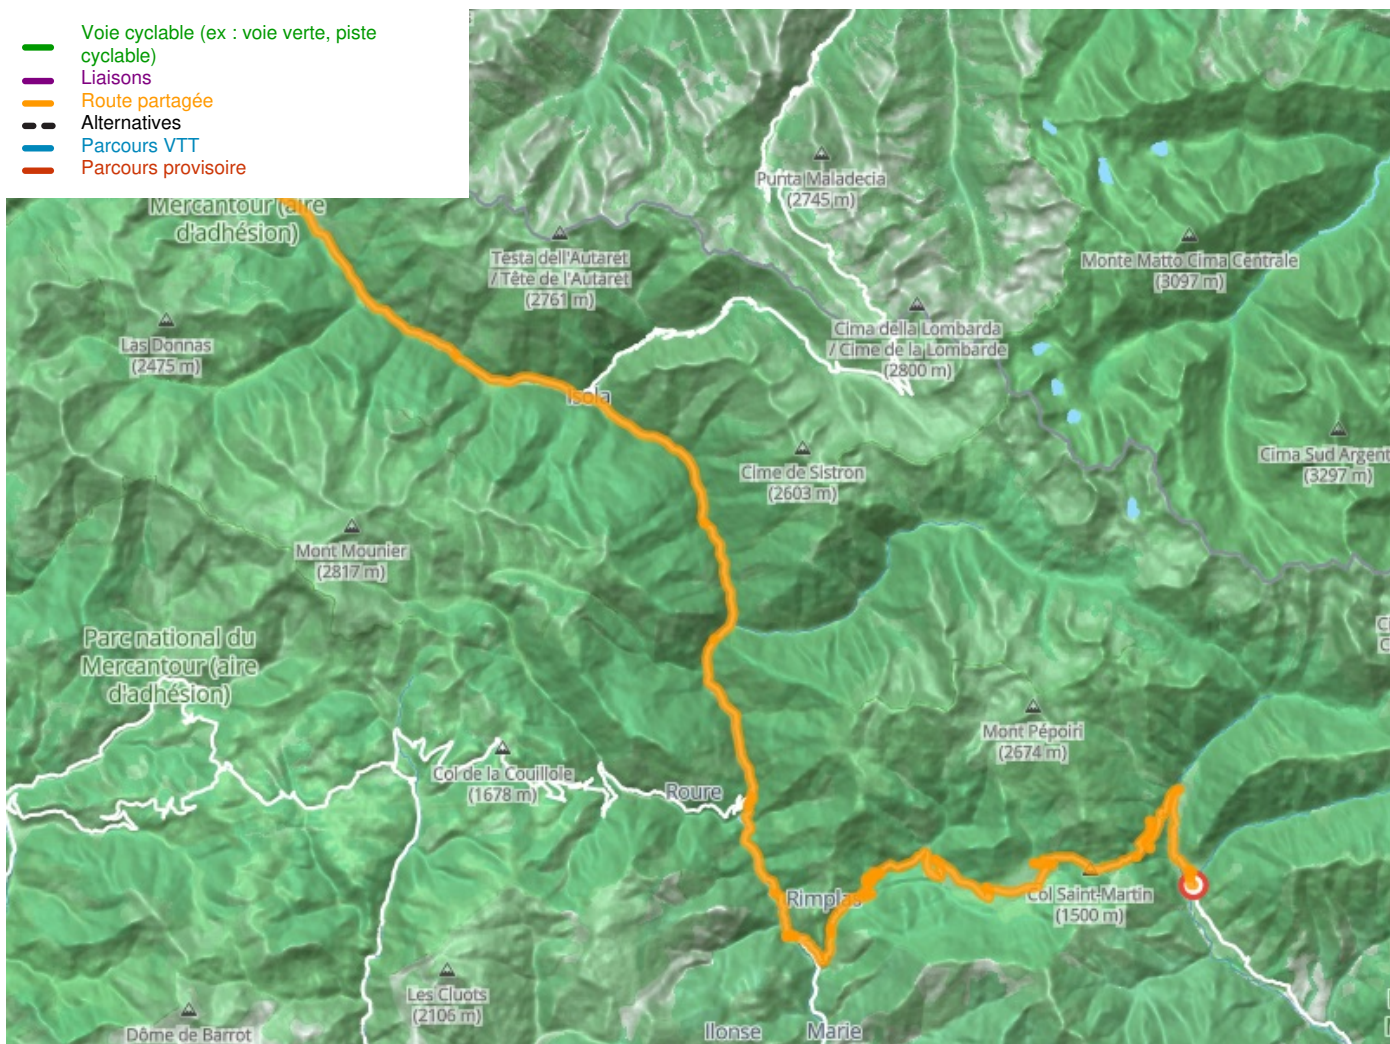 Voie cyclable (ex : voie verte, piste
cyclable)
Liaisons
Route partagée
Alternatives
Parcours VTT
Parcours provisoire
Mercantour (aire
d'adhésion)
Punta Maladecia
(2745 m)
Testa dell'Autaret
/ Tête de l'Autaret
(2761 m)
Monte Matto Cima Centrale
(3097 m)
Las Donnas
(2475 m)
Cima della Lombarda
/ Cime de la Lombarde
(2800 m)
Isola
Cime de Sistron
(2603 m)
Cima Sud Argent
(3297 m)
Mont Mounier
(2817 m)
Parc national du
Mercantour (aire
d'adhésion)
Mont Pépoiri
(2674 m)
Col de la Couillole
(1678 m)
Roure
Rimplas
Col Saint-Martin
(1500 m)
Les Cluots
(2106 m)
Dôme de Barrot
Ilonse
Marie